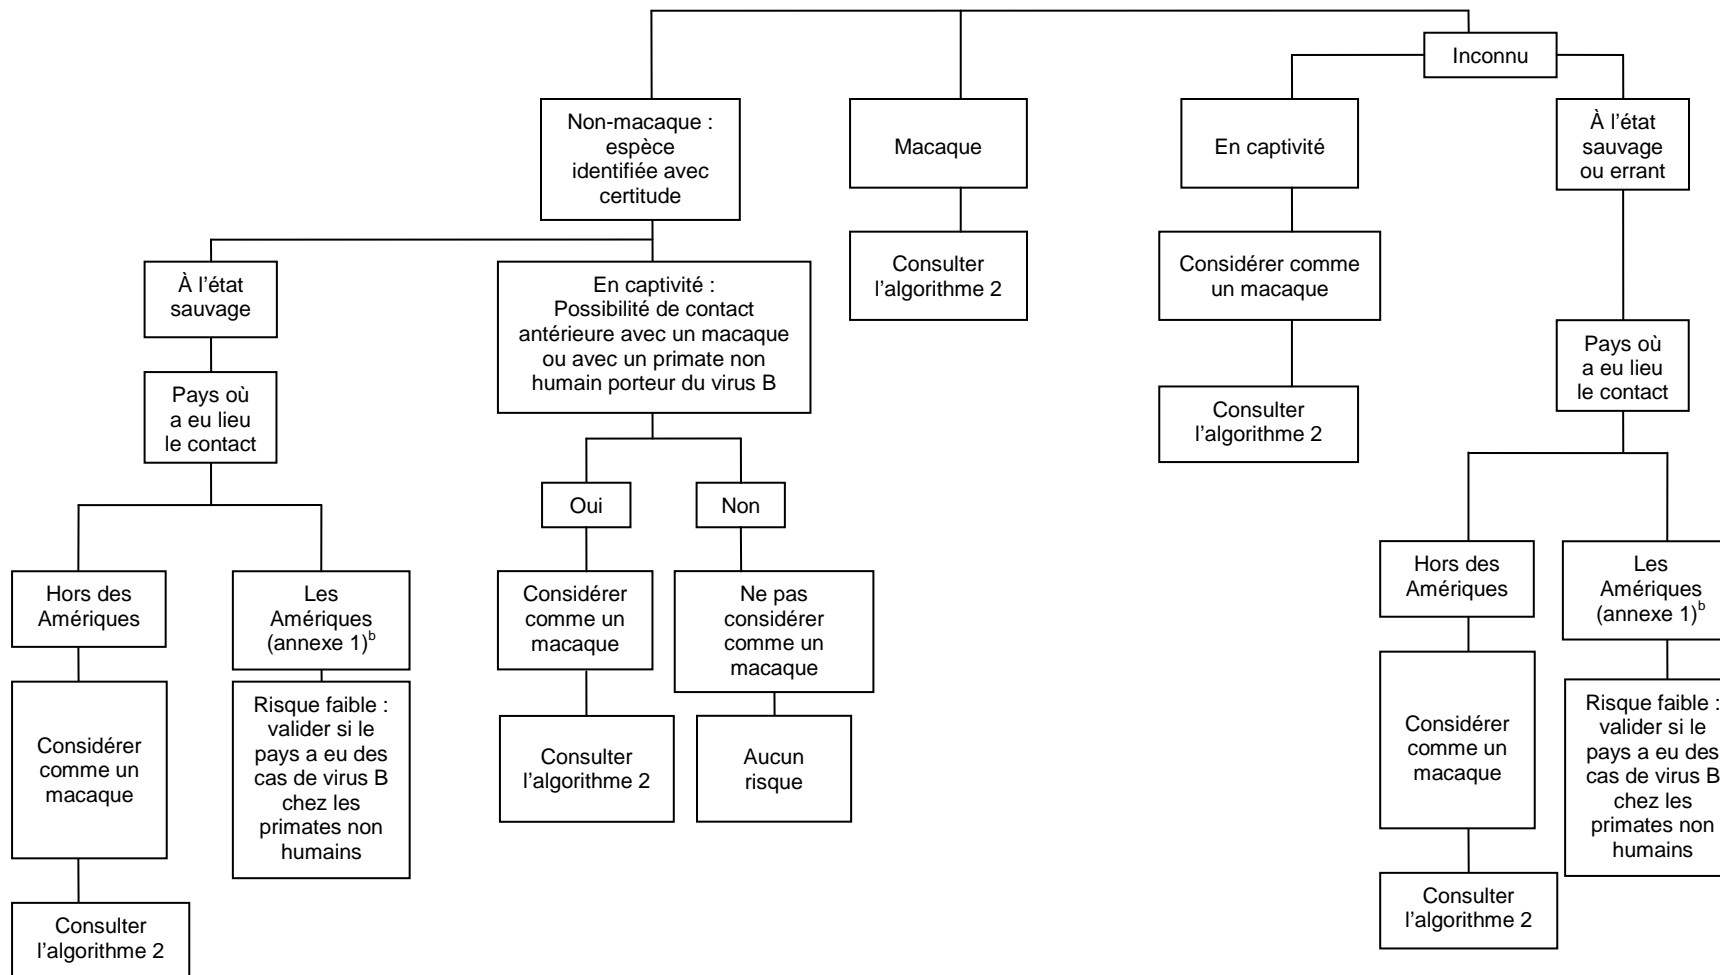 Inconnu
Non-macaque :
espèce
identifiée avec
certitude
Macaque
En captivité
À l'état
sauvage
ou errant
À l'état
sauvage
En captivité :
Possibilité de contact
antérieure avec un macaque
ou avec un primate non
humain porteur du virus B
Consulter
l'algorithme 2
Considérer comme
un macaque
Pays où
a eu lieu
le contact
Pays où
a eu lieu
le contact
Consulter
l'algorithme 2
Oui
Non
Hors des
Amériques
Les
Amériques
(annexe 1)b
Considérer
comme un
macaque
Ne pas
considérer
comme un
macaque
Hors des
Amériques
Les
Amériques
(annexe 1)b
Considérer
comme un
macaque
Risque faible :
valider si le
pays a eu des
cas de virus B
chez les
primates non
humains
Consulter
l'algorithme 2
Aucun
risque
Considérer
comme un
macaque
Risque faible :
valider si le
pays a eu des
cas de virus B
chez les
primates non
humains
Consulter
l'algorithme 2
Consulter
l'algorithme 2